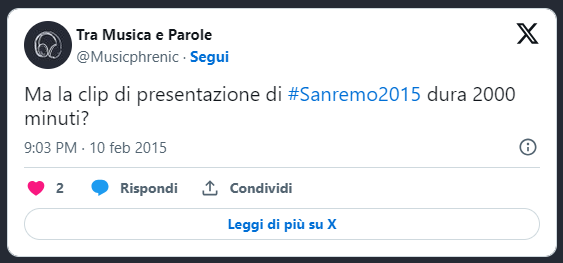 Tra Musica e Parole
@Musicphrenic · Segui
Ma la clip di presentazione di #Sanremo2015 dura 2000
minuti?
9:03 PM · 10 feb 2015
2 Rispondi Condividi
Leggi di più su X